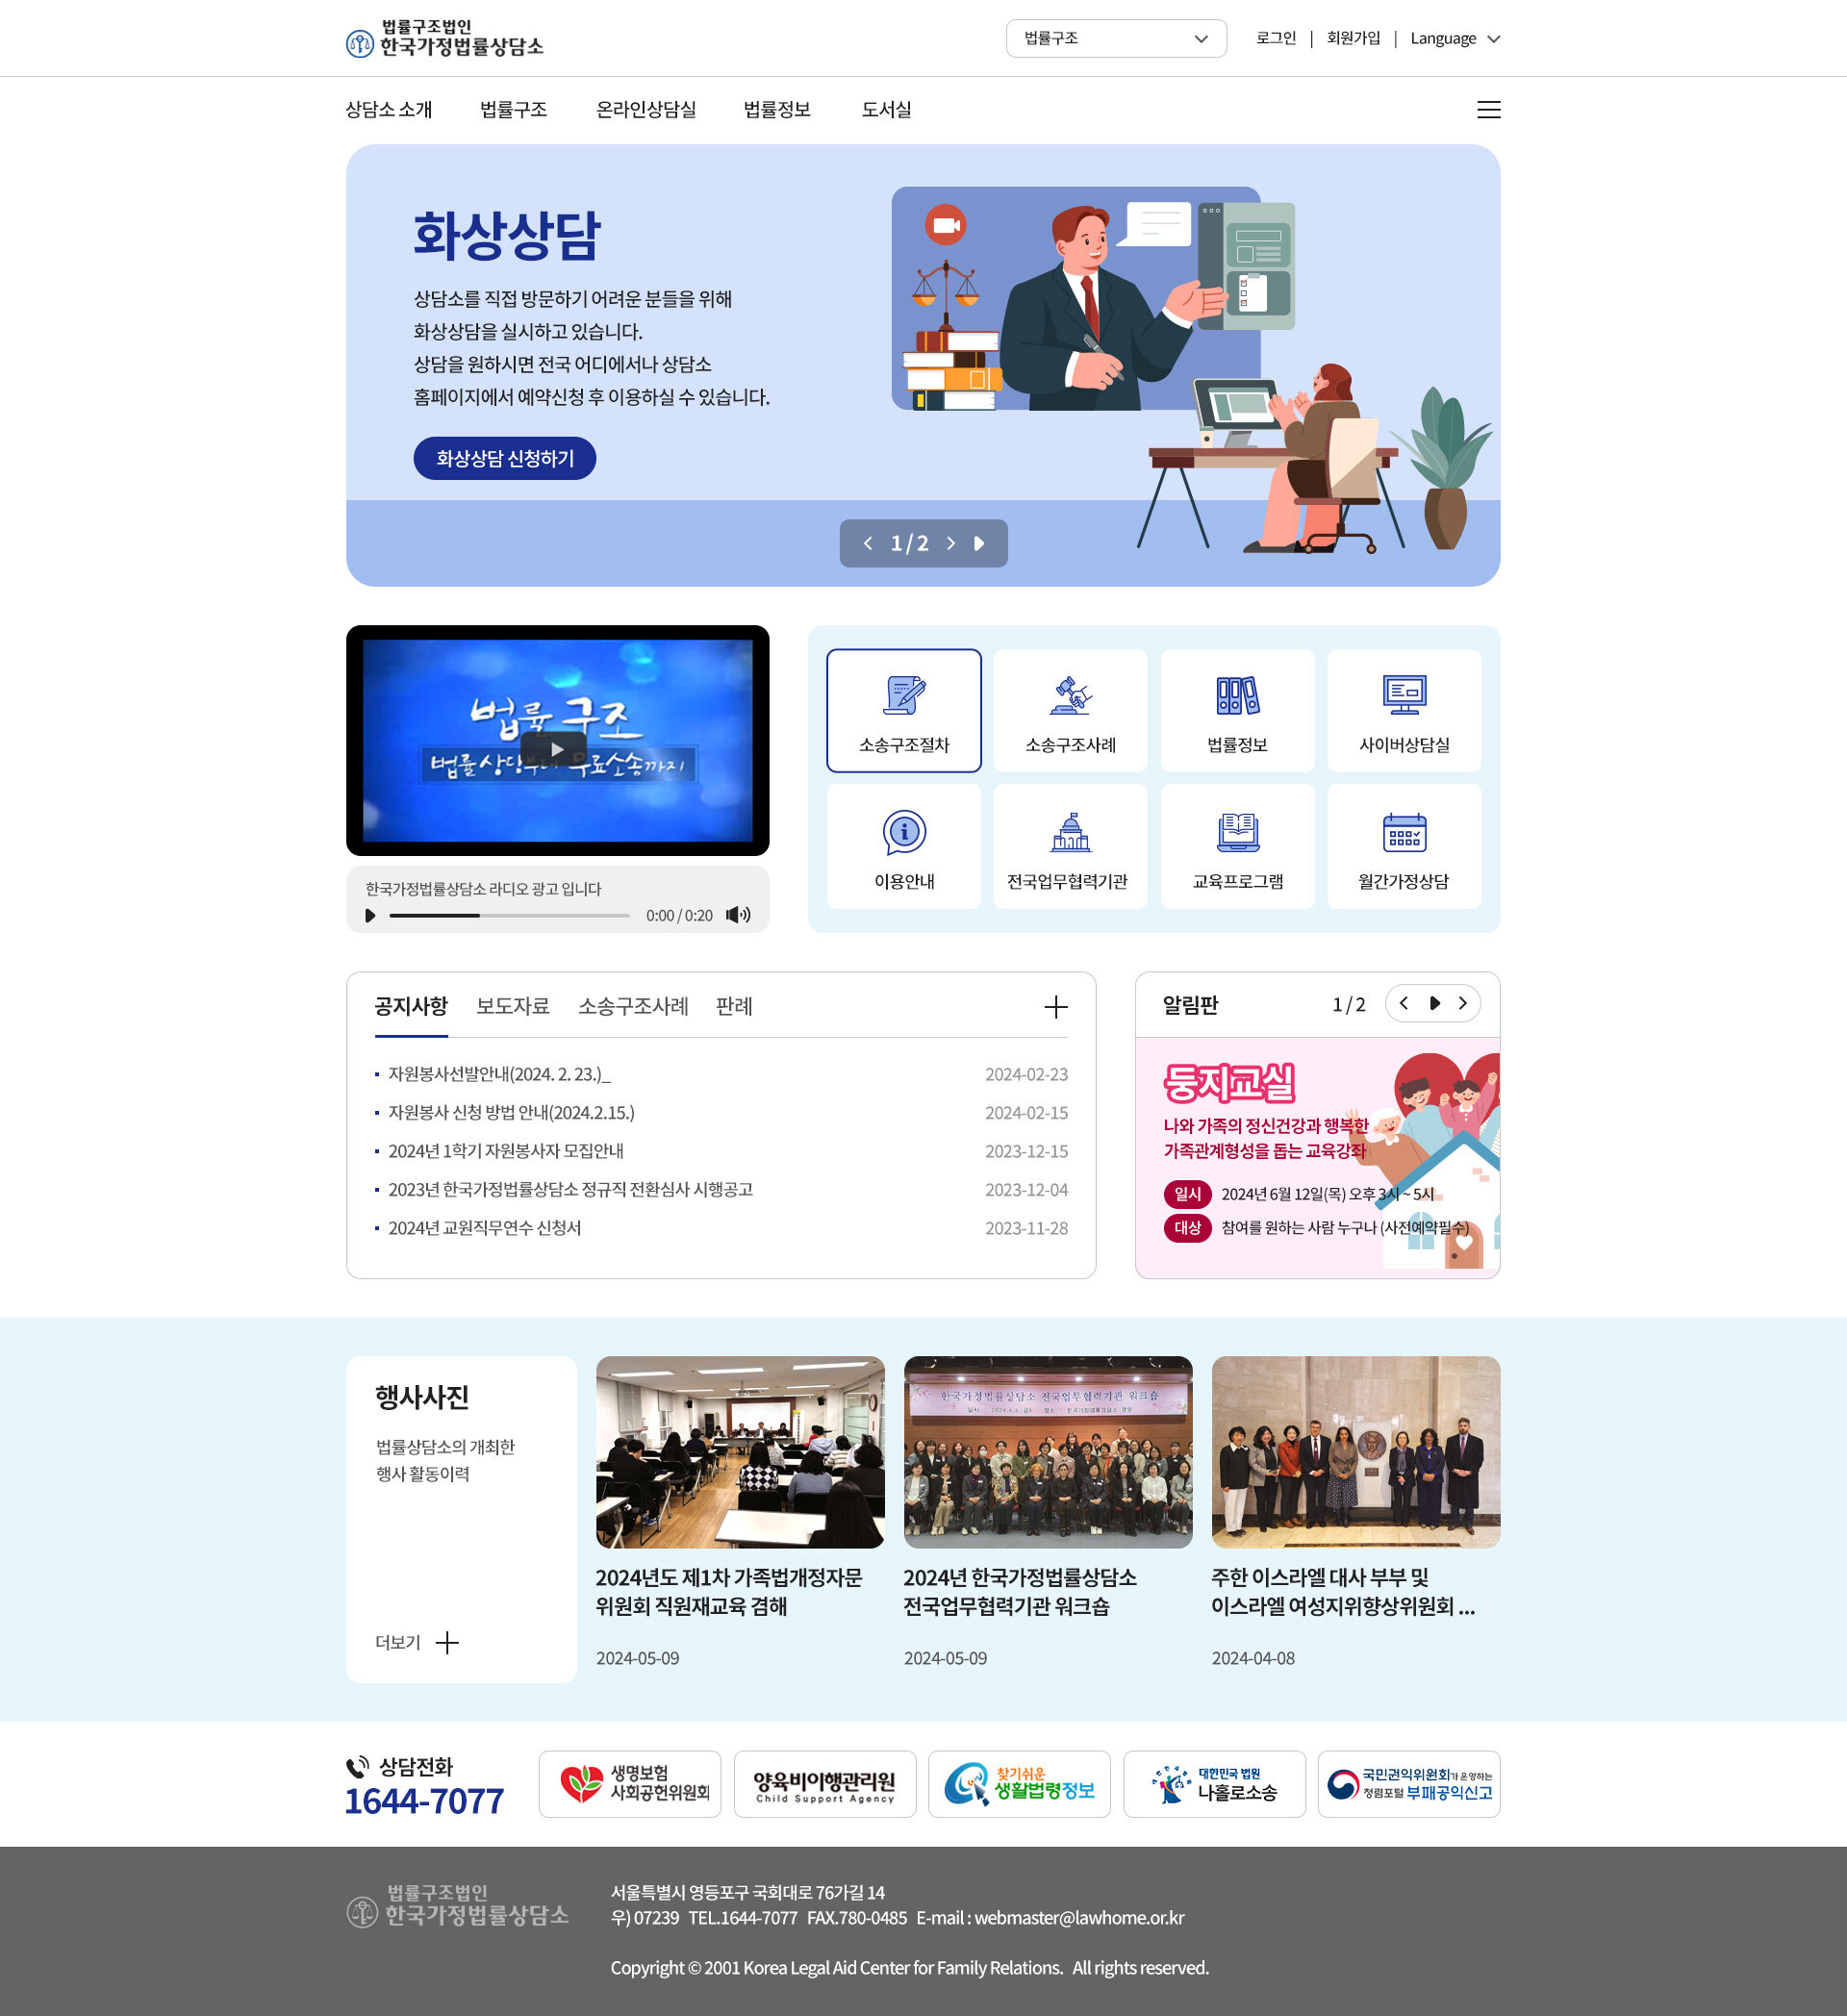 법률구조법인
한국가정법률상담소
법률구조
로그인 | 회원가입 | Language
상담소 소개 법률구조 온라인상담실 법률정보 도서실
화상상담
상담소를 직접 방문하기 어려운 분들을 위해
화상상담을 실시하고 있습니다.
상담을 원하시면 전국 어디에서나 상담소
홈페이지에서 예약신청 후 이용하실 수 있습니다.
화상상담 신청하기
1 / 2
법률구조
법률상담부터 무료소송까지
한국가정법률상담소 라디오 광고 입니다
0:00 / 0:20
소송구조절차 소송구조사례 법률정보 사이버상담실
이용안내 전국업무협력기관 교육프로그램 월간가정상담
공지사항 보도자료 소송구조사례 판례
자원봉사선발안내(2024. 2. 23.)_ 2024-02-23
자원봉사 신청 방법 안내(2024.2.15.) 2024-02-15
2024년 1학기 자원봉사자 모집안내 2023-12-15
2023년 한국가정법률상담소 정규직 전환심사 시행공고 2023-12-04
2024년 교원직무연수 신청서 2023-11-28
알림판 1 / 2
둥지교실
나와 가족의 정신건강과 행복한
가족관계형성을 돕는 교육강좌
일시 2024년 6월 12일(목) 오후 3시 ~ 5시
대상 참여를 원하는 사람 누구나 (사전예약필수)
행사사진
법률상담소의 개최한
행사 활동이력
더보기
한국가정법률상담소 전국업무협력기관 워크숍
2024년도 제1차 가족법개정자문
위원회 직원재교육 겸해
2024-05-09
2024년 한국가정법률상담소
전국업무협력기관 워크숍
2024-05-09
주한 이스라엘 대사 부부 및
이스라엘 여성지위향상위원회 ...
2024-04-08
상담전화
1644-7077
생명보험
사회공헌위원회
양육비이행관리원
Child Support Agency
찾기쉬운
생활법령정보
대한민국 법원
나홀로소송
국민권익위원회가 운영하는
청렴포털 부패공익신고
법률구조법인
한국가정법률상담소
서울특별시 영등포구 국회대로 76가길 14
우) 07239 TEL.1644-7077 FAX.780-0485 E-mail : webmaster@lawhome.or.kr
Copyright © 2001 Korea Legal Aid Center for Family Relations. All rights reserved.